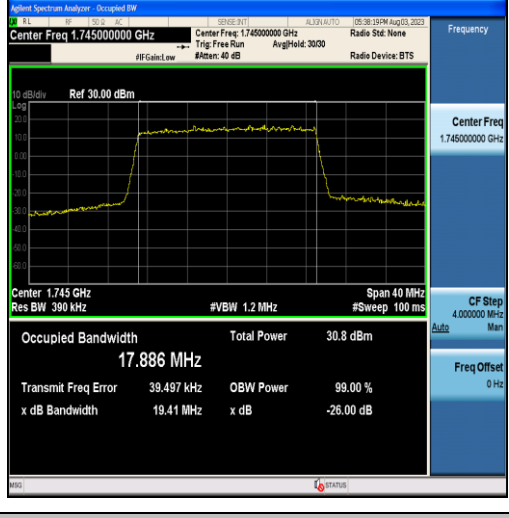 Agilent Spectrum Analyzer - Occupied BW
RL RF 50 Ω AC SENSE:INT ALIGN AUTO 05:38:19PM Aug 03, 2023
Center Freq 1.745000000 GHz
Center Freq: 1.745000000 GHz
Radio Std: None
Trig: Free Run Avg|Hold: 30/30
#IFGain:Low #Atten: 40 dB Radio Device: BTS
10 dB/div Ref 30.00 dBm
Log
20.0
10.0
0.00
-10.0
-20.0
-30.0
-40.0
-50.0
-60.0
Center 1.745 GHz Span 40 MHz
Res BW 390 kHz #VBW 1.2 MHz #Sweep 100 ms
Occupied Bandwidth Total Power 30.8 dBm
17.886 MHz
Transmit Freq Error 39.497 kHz OBW Power 99.00 %
x dB Bandwidth 19.41 MHz x dB -26.00 dB
MSG STATUS
Frequency
Center Freq
1.745000000 GHz
CF Step
4.000000 MHz
Auto Man
Freq Offset
0 Hz